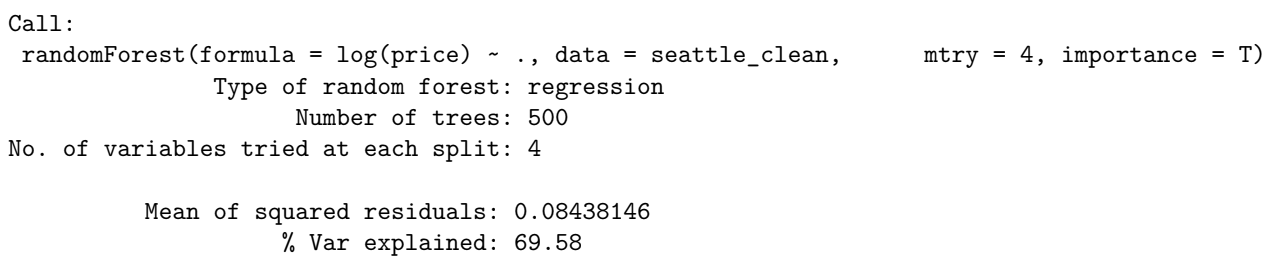 Call:
randomForest(formula = log(price) ~ ., data = seattle_clean, mtry = 4, importance = T)
Type of random forest: regression
Number of trees: 500
No. of variables tried at each split: 4
Mean of squared residuals: 0.08438146
% Var explained: 69.58